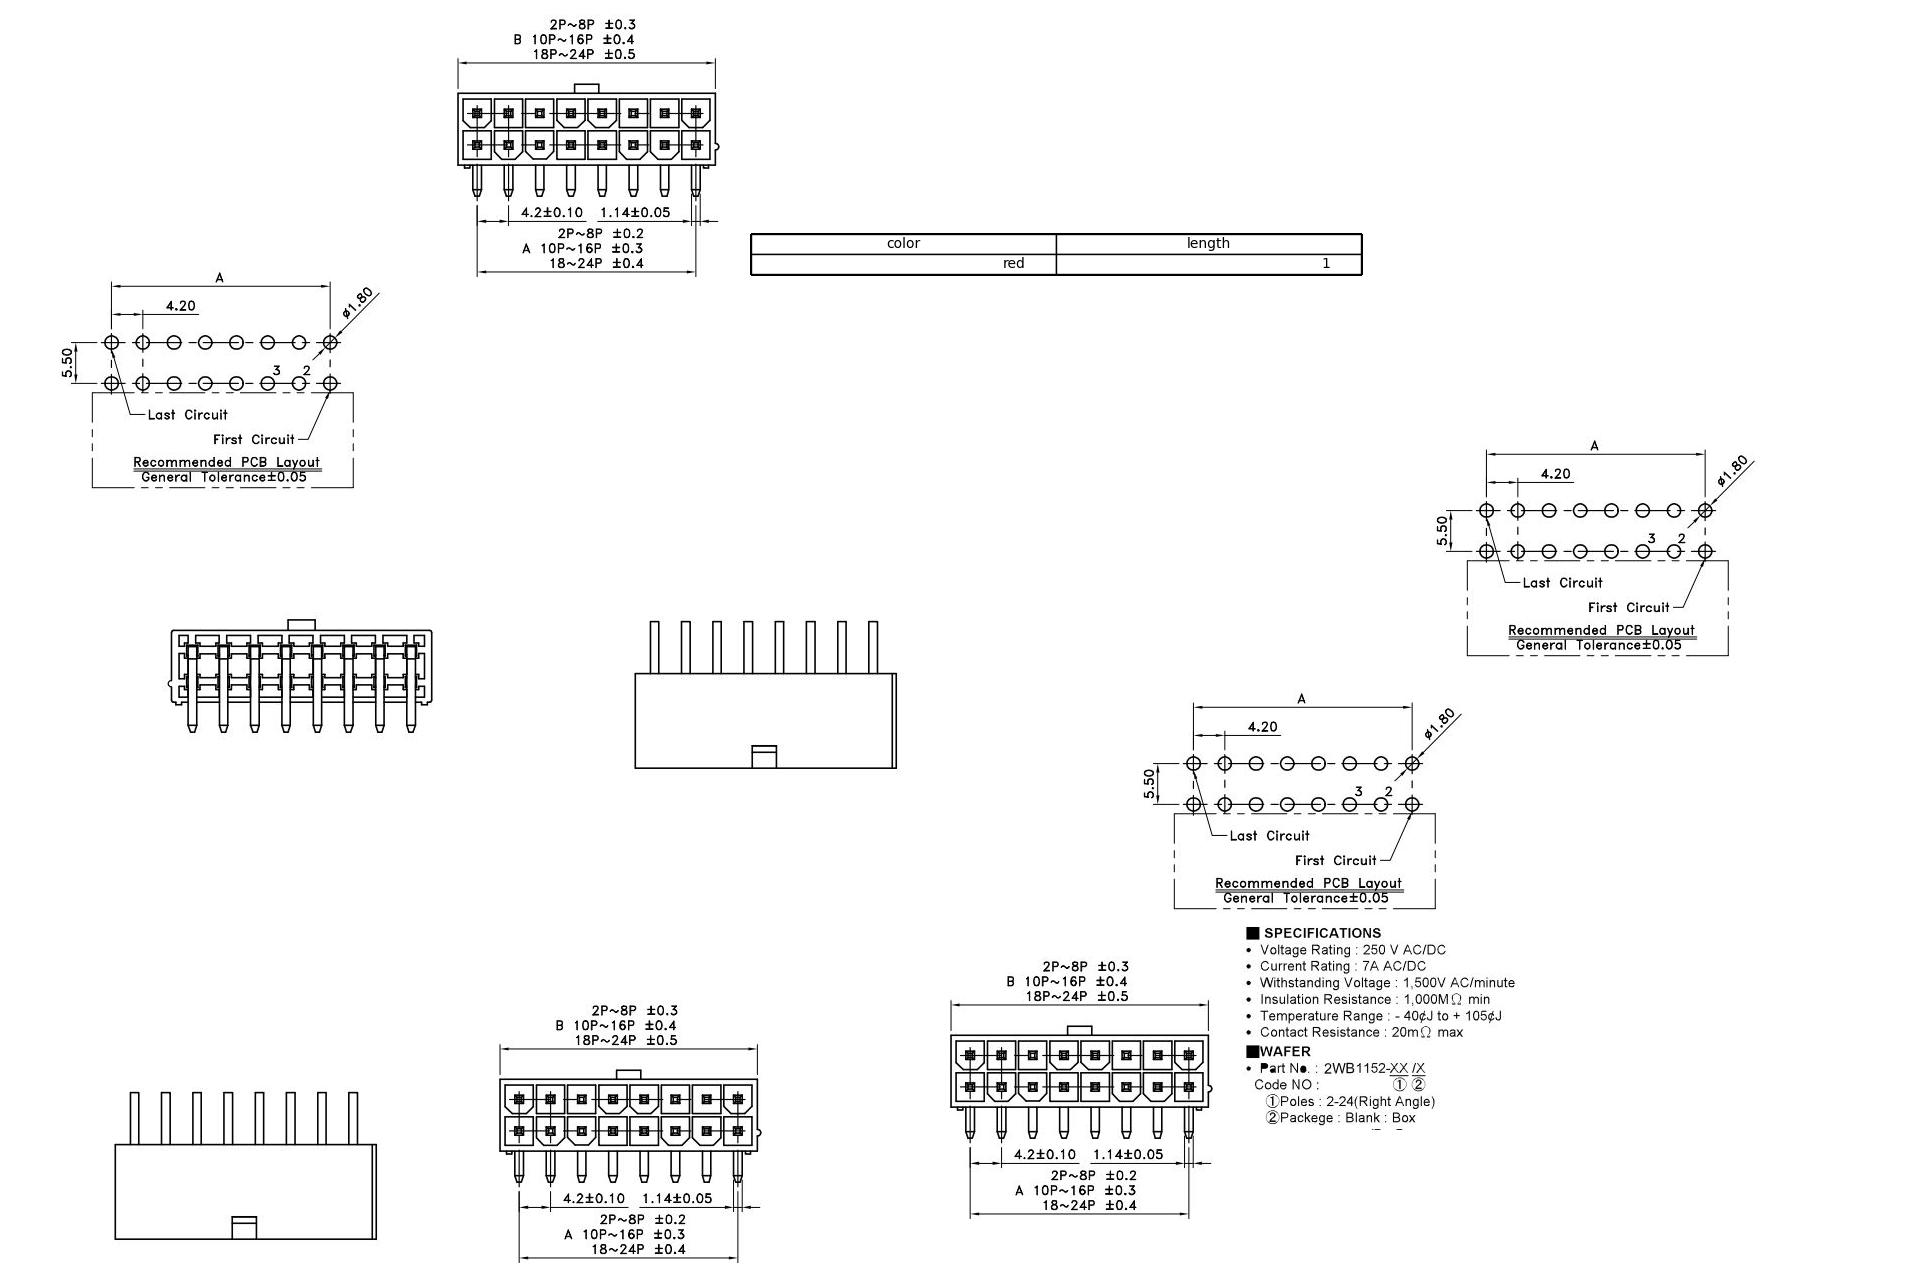 2P~8P ±0.3
B 10P~16P ±0.4
18P~24P ±0.5
4.2±0.10 1.14±0.05
2P~8P ±0.2
A 10P~16P ±0.3
18~24P ±0.4
color length
red 1
A
4.20
ø1.80
5.50
3 2
Last Circuit
First Circuit
Recommended PCB Layout
General Tolerance±0.05
A
4.20
ø1.80
5.50
3 2
Last Circuit
First Circuit
Recommended PCB Layout
General Tolerance±0.05
A
4.20
ø1.80
5.50
3 2
Last Circuit
First Circuit
Recommended PCB Layout
General Tolerance±0.05
■ SPECIFICATIONS
• Voltage Rating : 250 V AC/DC
• Current Rating : 7A AC/DC
• Withstanding Voltage : 1,500V AC/minute
• Insulation Resistance : 1,000MΩ min
• Temperature Range : - 40¢J to + 105¢J
• Contact Resistance : 20mΩ max
■WAFER
• Part No. : 2WB1152-XX /X
Code NO : ① ②
①Poles : 2-24(Right Angle)
②Packege : Blank : Box
2P~8P ±0.3
B 10P~16P ±0.4
18P~24P ±0.5
4.2±0.10 1.14±0.05
2P~8P ±0.2
A 10P~16P ±0.3
18~24P ±0.4
2P~8P ±0.3
B 10P~16P ±0.4
18P~24P ±0.5
4.2±0.10 1.14±0.05
2P~8P ±0.2
A 10P~16P ±0.3
18~24P ±0.4